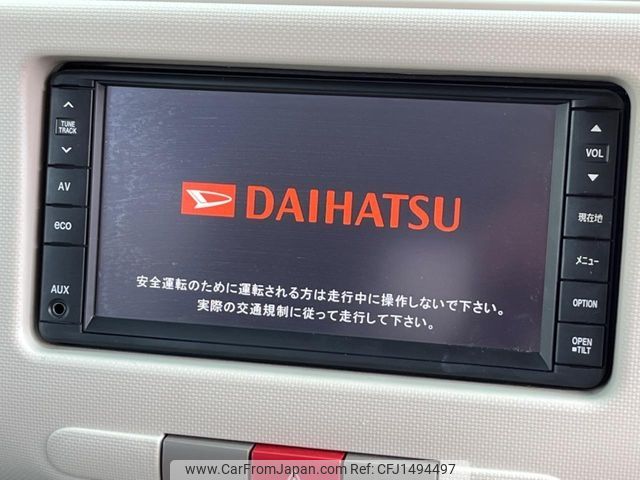 TUNE
TRACK
AV
eco
AUX
DAIHATSU
安全運転のために運転される方は走行中に操作しないで下さい。
実際の交通規制に従って走行して下さい。
VOL
現在地
メニュー
OPTION
OPEN
TILT
www.CarFromJapan.com | ID:CFJ1494497